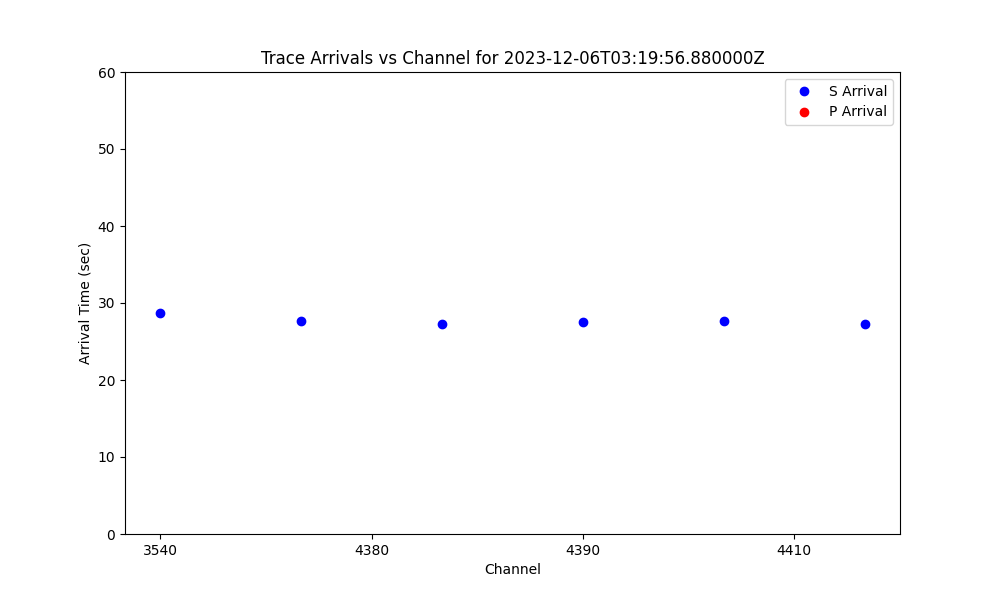 Trace Arrivals vs Channel for 2023-12-06T03:19:56.880000Z
S Arrival
P Arrival
Arrival Time (sec)
60
50
40
30
20
10
0
3540 4380 4390 4410
Channel